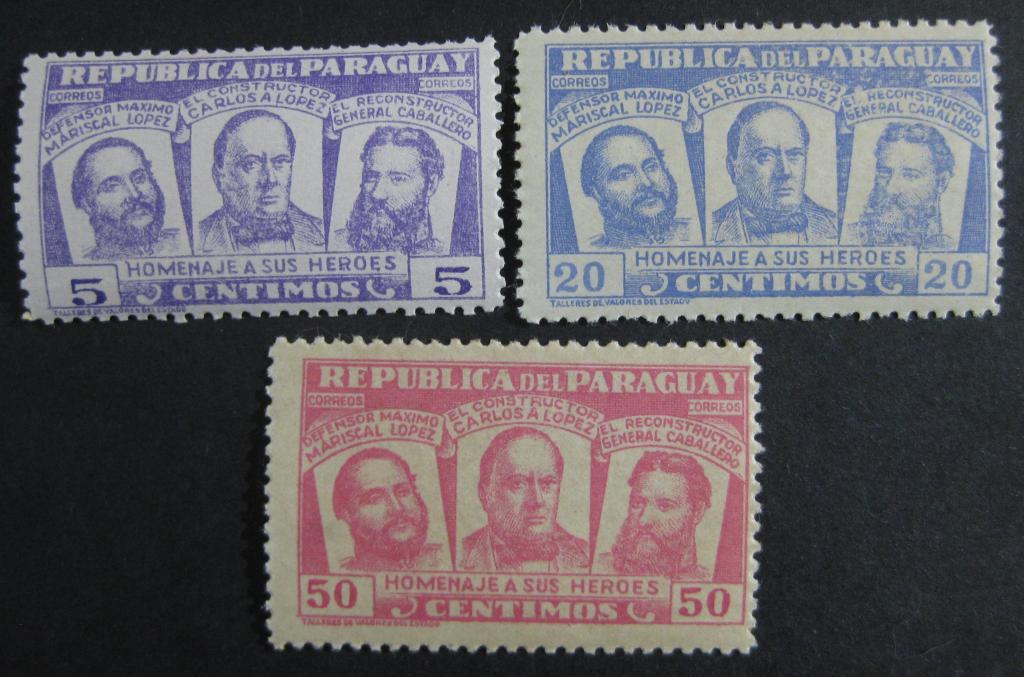 REPUBLICA DEL PARAGUAY
CORREOS CORREOS
DEFENSOR MAXIMO
MARISCAL LOPEZ
EL CONSTRUCTOR
CARLOS A LOPEZ
EL RECONSTRUCTOR
GENERAL CABALLERO
HOMENAJE A SUS HEROES
5 CENTIMOS 5
TALLERES DE VALORES DEL ESTADO
REPUBLICA DEL PARAGUAY
CORREOS CORREOS
DEFENSOR MAXIMO
MARISCAL LOPEZ
EL CONSTRUCTOR
CARLOS A LOPEZ
EL RECONSTRUCTOR
GENERAL CABALLERO
HOMENAJE A SUS HEROES
20 CENTIMOS 20
TALLERES DE VALORES DEL ESTADO
REPUBLICA DEL PARAGUAY
CORREOS CORREOS
DEFENSOR MAXIMO
MARISCAL LOPEZ
EL CONSTRUCTOR
CARLOS A LOPEZ
EL RECONSTRUCTOR
GENERAL CABALLERO
HOMENAJE A SUS HEROES
50 CENTIMOS 50
TALLERES DE VALORES DEL ESTADO